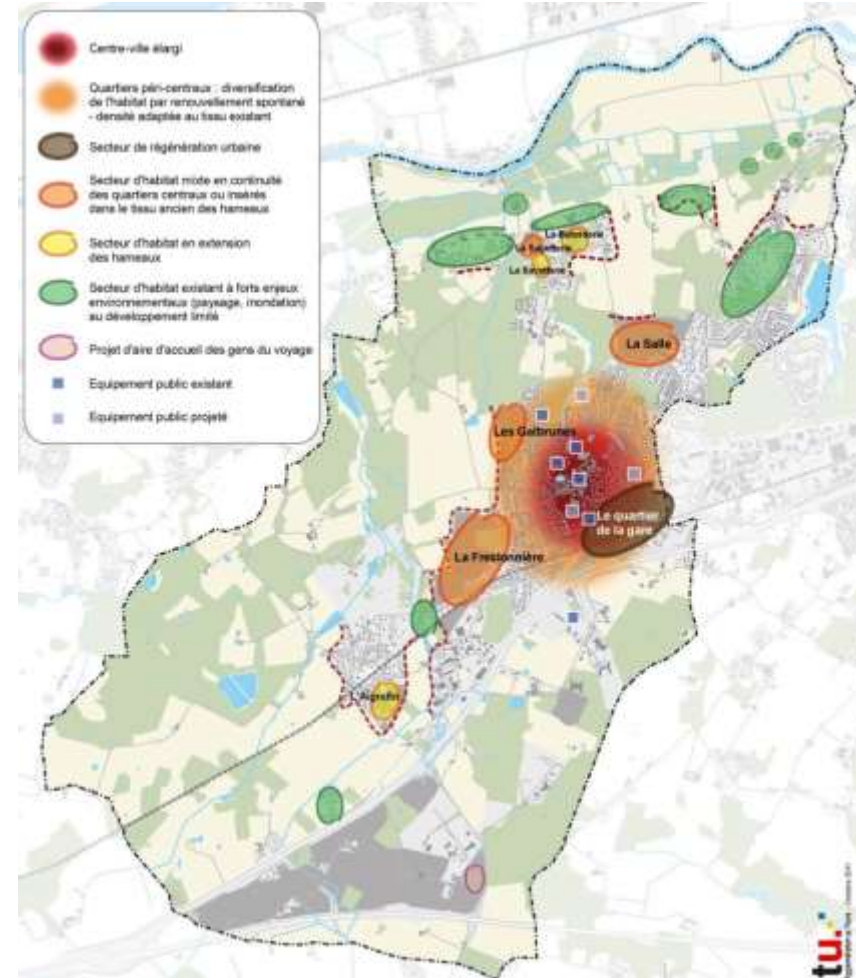 Centre-ville élargi
Quartiers péri-centraux : diversification
de l'habitat par renouvellement spontané
- densité adaptée au tissu existant
Secteur de régénération urbaine
Secteur d'habitat mixte en continuité
des quartiers centraux ou insérés
dans le tissu ancien des hameaux
Secteur d'habitat en extension
des hameaux
Secteur d'habitat existant à forts enjeux
environnementaux (paysage, inondation)
au développement limité
Projet d'aire d'accueil des gens du voyage
Equipement public existant
Equipement public projeté
La Salle
Les Galbrunes
Le quartier
de la gare
La Frestonnière
L'Aignefin
tu.